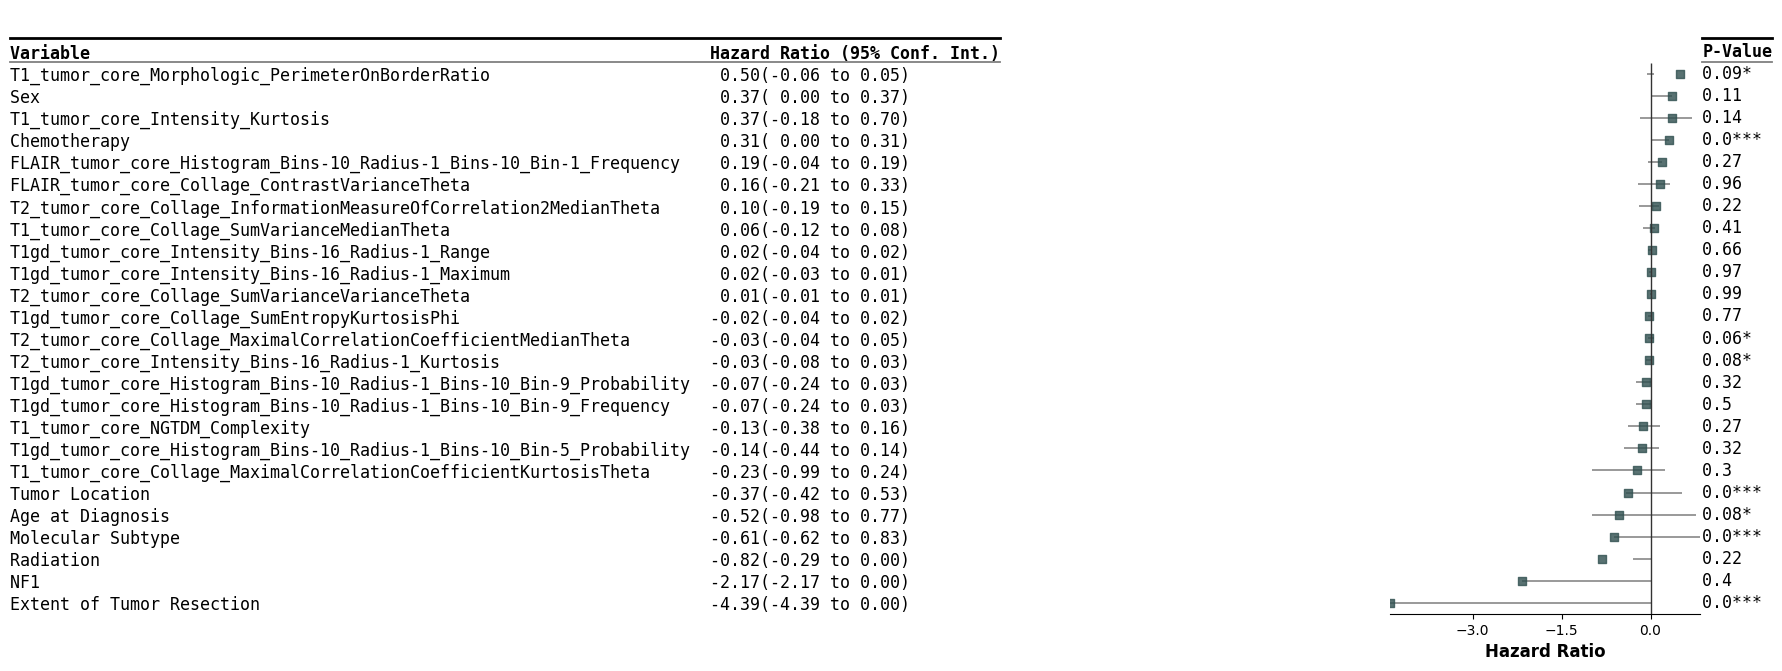 Variable Hazard Ratio (95% Conf. Int.) P-Value
T1_tumor_core_Morphologic_PerimeterOnBorderRatio 0.50(-0.06 to 0.05) 0.09*
Sex 0.37( 0.00 to 0.37) 0.11
T1_tumor_core_Intensity_Kurtosis 0.37(-0.18 to 0.70) 0.14
Chemotherapy 0.31( 0.00 to 0.31) 0.0***
FLAIR_tumor_core_Histogram_Bins-10_Radius-1_Bins-10_Bin-1_Frequency 0.19(-0.04 to 0.19) 0.27
FLAIR_tumor_core_Collage_ContrastVarianceTheta 0.16(-0.21 to 0.33) 0.96
T2_tumor_core_Collage_InformationMeasureOfCorrelation2MedianTheta 0.10(-0.19 to 0.15) 0.22
T1_tumor_core_Collage_SumVarianceMedianTheta 0.06(-0.12 to 0.08) 0.41
T1gd_tumor_core_Intensity_Bins-16_Radius-1_Range 0.02(-0.04 to 0.02) 0.66
T1gd_tumor_core_Intensity_Bins-16_Radius-1_Maximum 0.02(-0.03 to 0.01) 0.97
T2_tumor_core_Collage_SumVarianceVarianceTheta 0.01(-0.01 to 0.01) 0.99
T1gd_tumor_core_Collage_SumEntropyKurtosisPhi -0.02(-0.04 to 0.02) 0.77
T2_tumor_core_Collage_MaximalCorrelationCoefficientMedianTheta -0.03(-0.04 to 0.05) 0.06*
T2_tumor_core_Intensity_Bins-16_Radius-1_Kurtosis -0.03(-0.08 to 0.03) 0.08*
T1gd_tumor_core_Histogram_Bins-10_Radius-1_Bins-10_Bin-9_Probability -0.07(-0.24 to 0.03) 0.32
T1gd_tumor_core_Histogram_Bins-10_Radius-1_Bins-10_Bin-9_Frequency -0.07(-0.24 to 0.03) 0.5
T1_tumor_core_NGTDM_Complexity -0.13(-0.38 to 0.16) 0.27
T1gd_tumor_core_Histogram_Bins-10_Radius-1_Bins-10_Bin-5_Probability -0.14(-0.44 to 0.14) 0.32
T1_tumor_core_Collage_MaximalCorrelationCoefficientKurtosisTheta -0.23(-0.99 to 0.24) 0.3
Tumor Location -0.37(-0.42 to 0.53) 0.0***
Age at Diagnosis -0.52(-0.98 to 0.77) 0.08*
Molecular Subtype -0.61(-0.62 to 0.83) 0.0***
Radiation -0.82(-0.29 to 0.00) 0.22
NF1 -2.17(-2.17 to 0.00) 0.4
Extent of Tumor Resection -4.39(-4.39 to 0.00) 0.0***
−3.0 −1.5 0.0
Hazard Ratio